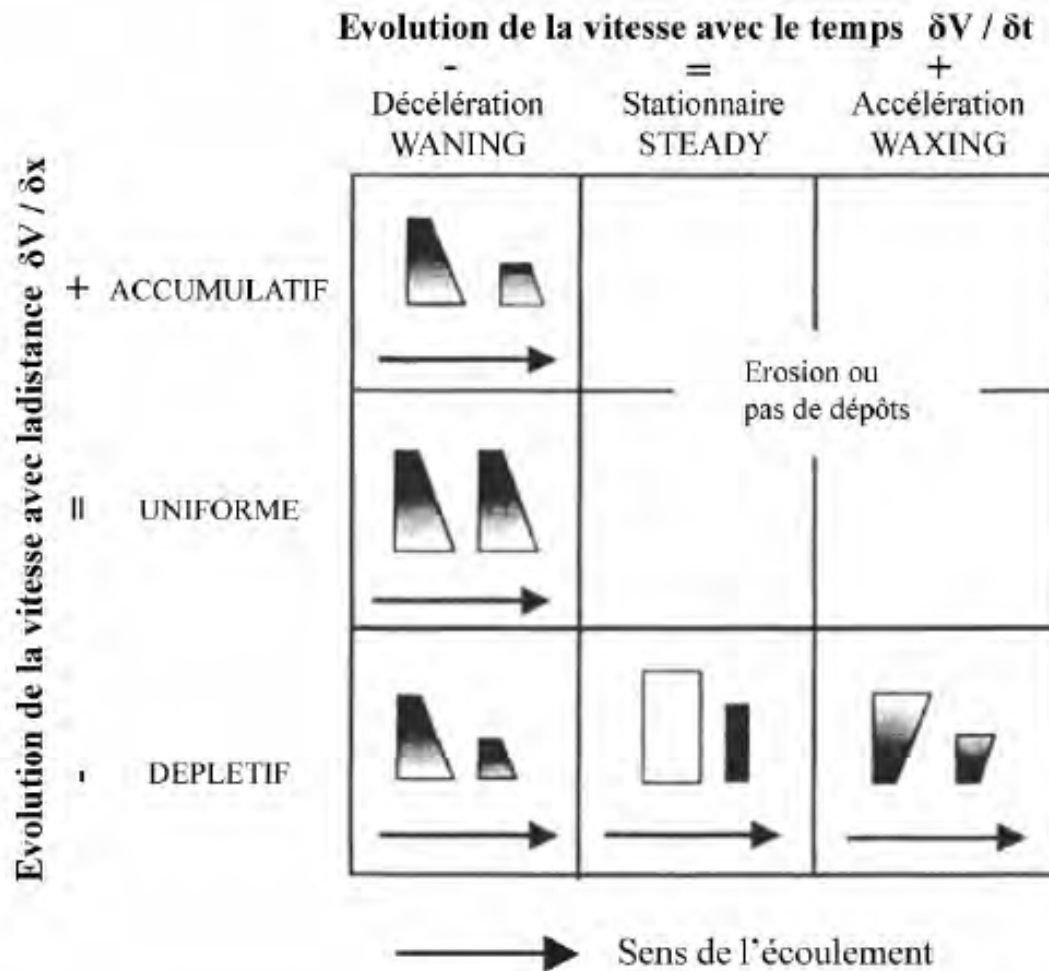 Evolution de la vitesse avec le temps δV / δt
- = +
Décélération Stationnaire Accélération
WANING STEADY WAXING
Evolution de la vitesse avec ladistance δV / δx
+ ACCUMULATIF
Erosion ou
pas de dépôts
= UNIFORME
- DEPLETIF
Sens de l'écoulement